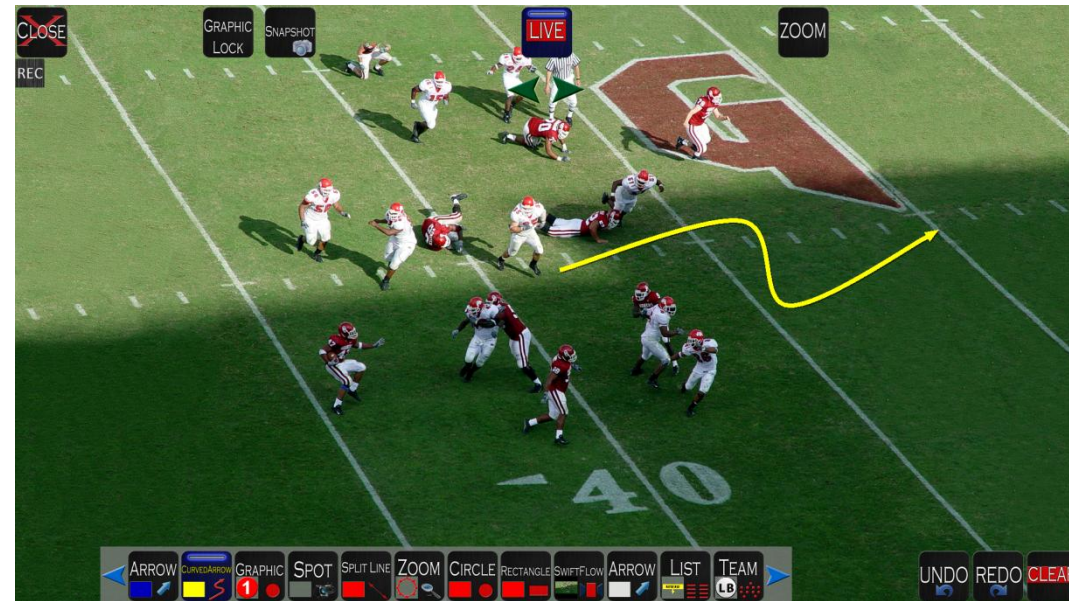 CLOSE
GRAPHIC
LOCK
SNAPSHOT
LIVE
ZOOM
REC
40
ARROW
CURVEDARROW
GRAPHIC
1
SPOT
SPLIT LINE
ZOOM
CIRCLE
RECTANGLE
SWIFTFLOW
ARROW
LIST
TEAM
LB
UNDO
REDO
CLEAR